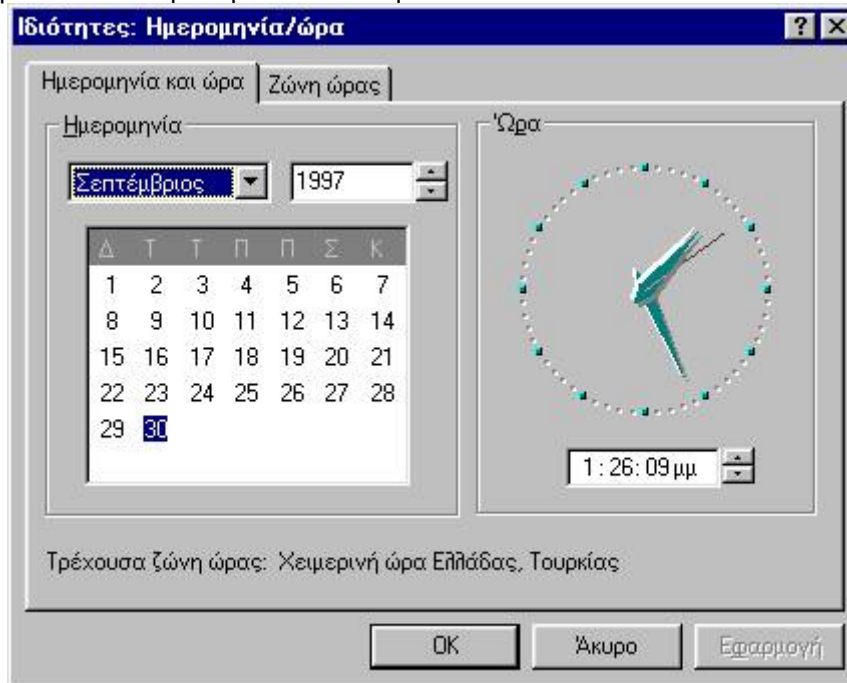 Ιδιότητες: Ημερομηνία/ώρα
Ημερομηνία και ώρα Ζώνη ώρας
Ημερομηνία
Σεπτέμβριος 1997
Δ Τ Τ Π Π Σ Κ
1 2 3 4 5 6 7
8 9 10 11 12 13 14
15 16 17 18 19 20 21
22 23 24 25 26 27 28
29 30
Ώρα
1:26:09 μμ
Τρέχουσα ζώνη ώρας: Χειμερινή ώρα Ελλάδας, Τουρκίας
OK Άκυρο Εφαρμογή